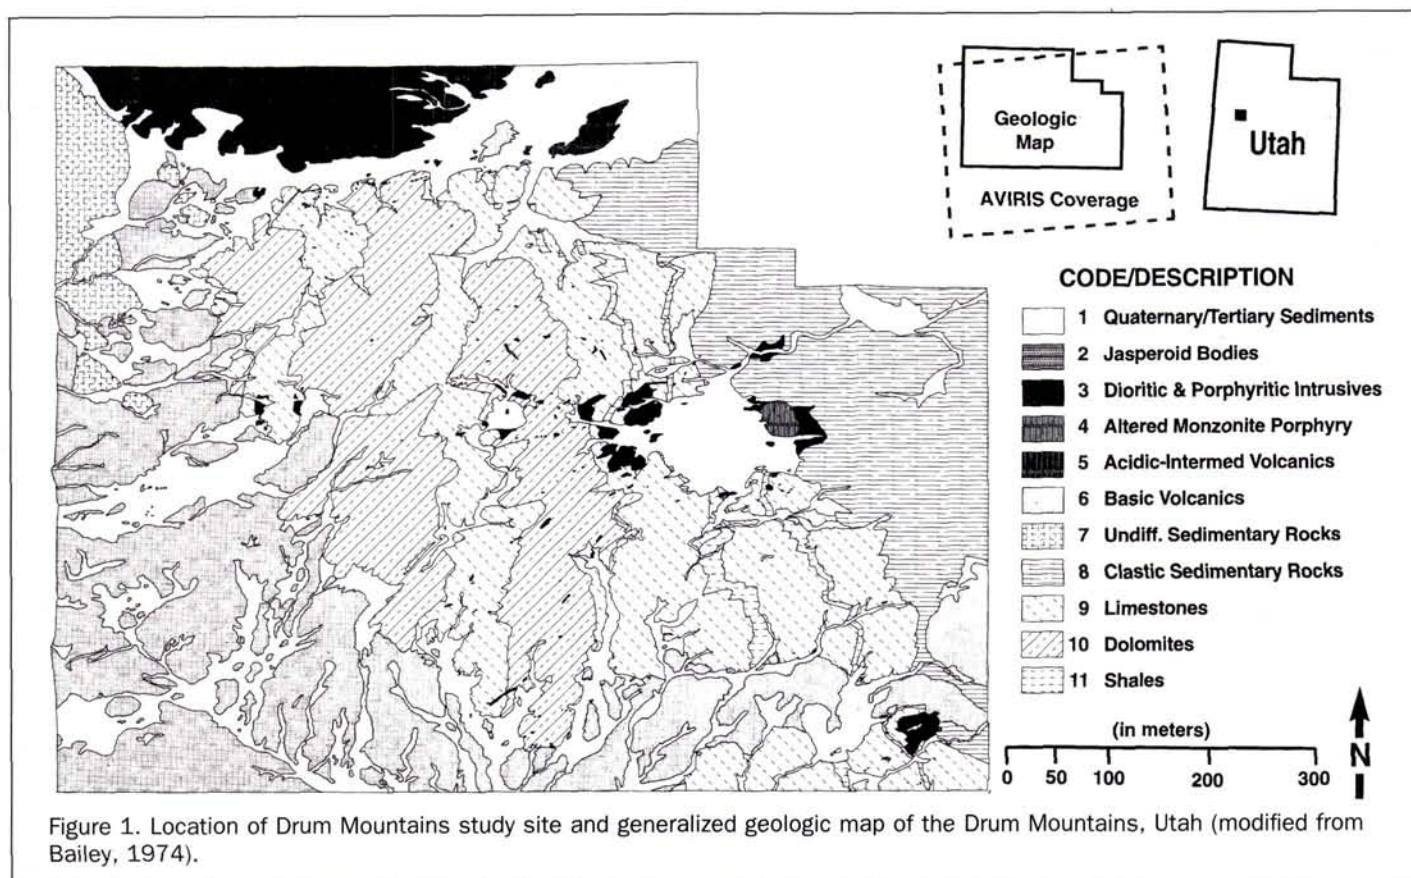 Geologic
Map
AVIRIS Coverage
Utah
CODE/DESCRIPTION
1 Quaternary/Tertiary Sediments
2 Jasperoid Bodies
3 Dioritic & Porphyritic Intrusives
4 Altered Monzonite Porphyry
5 Acidic-Intermed Volcanics
6 Basic Volcanics
7 Undiff. Sedimentary Rocks
8 Clastic Sedimentary Rocks
9 Limestones
10 Dolomites
11 Shales
(in meters)
0 50 100 200 300
N
Figure 1. Location of Drum Mountains study site and generalized geologic map of the Drum Mountains, Utah (modified from
Bailey, 1974).